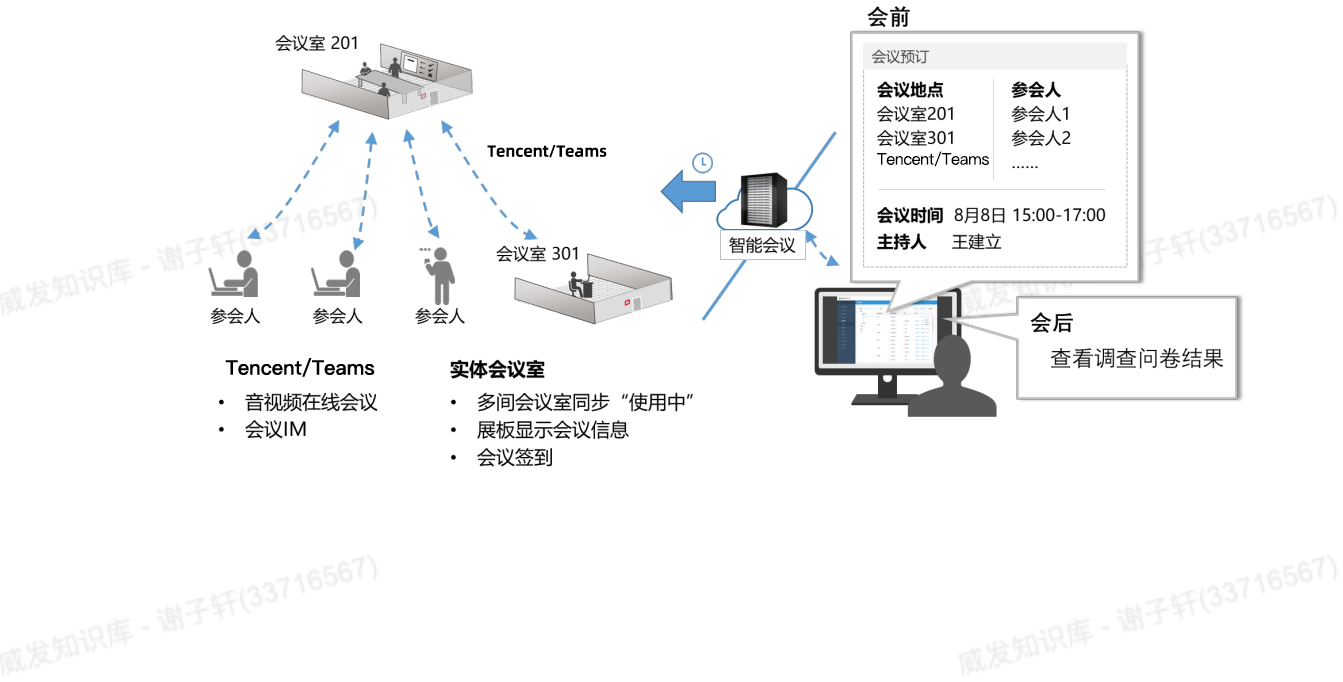 会前
会议室 201
会议预订
会议地点
会议室201
会议室301
Tencent/Teams
参会人
参会人1
参会人2
......
会议时间 8月8日 15:00-17:00
主持人 王建立
Tencent/Teams
智能会议
会议室 301
参会人
参会人
参会人
会后
查看调查问卷结果
Tencent/Teams
• 音视频在线会议
• 会议IM
实体会议室
• 多间会议室同步“使用中”
• 展板显示会议信息
• 会议签到
威发知识库 - 谢子轩(33716567)
谢子轩(33716567)
威发知识库 - 谢子轩(33716567)
威发知识库 - 谢子轩(33716567)